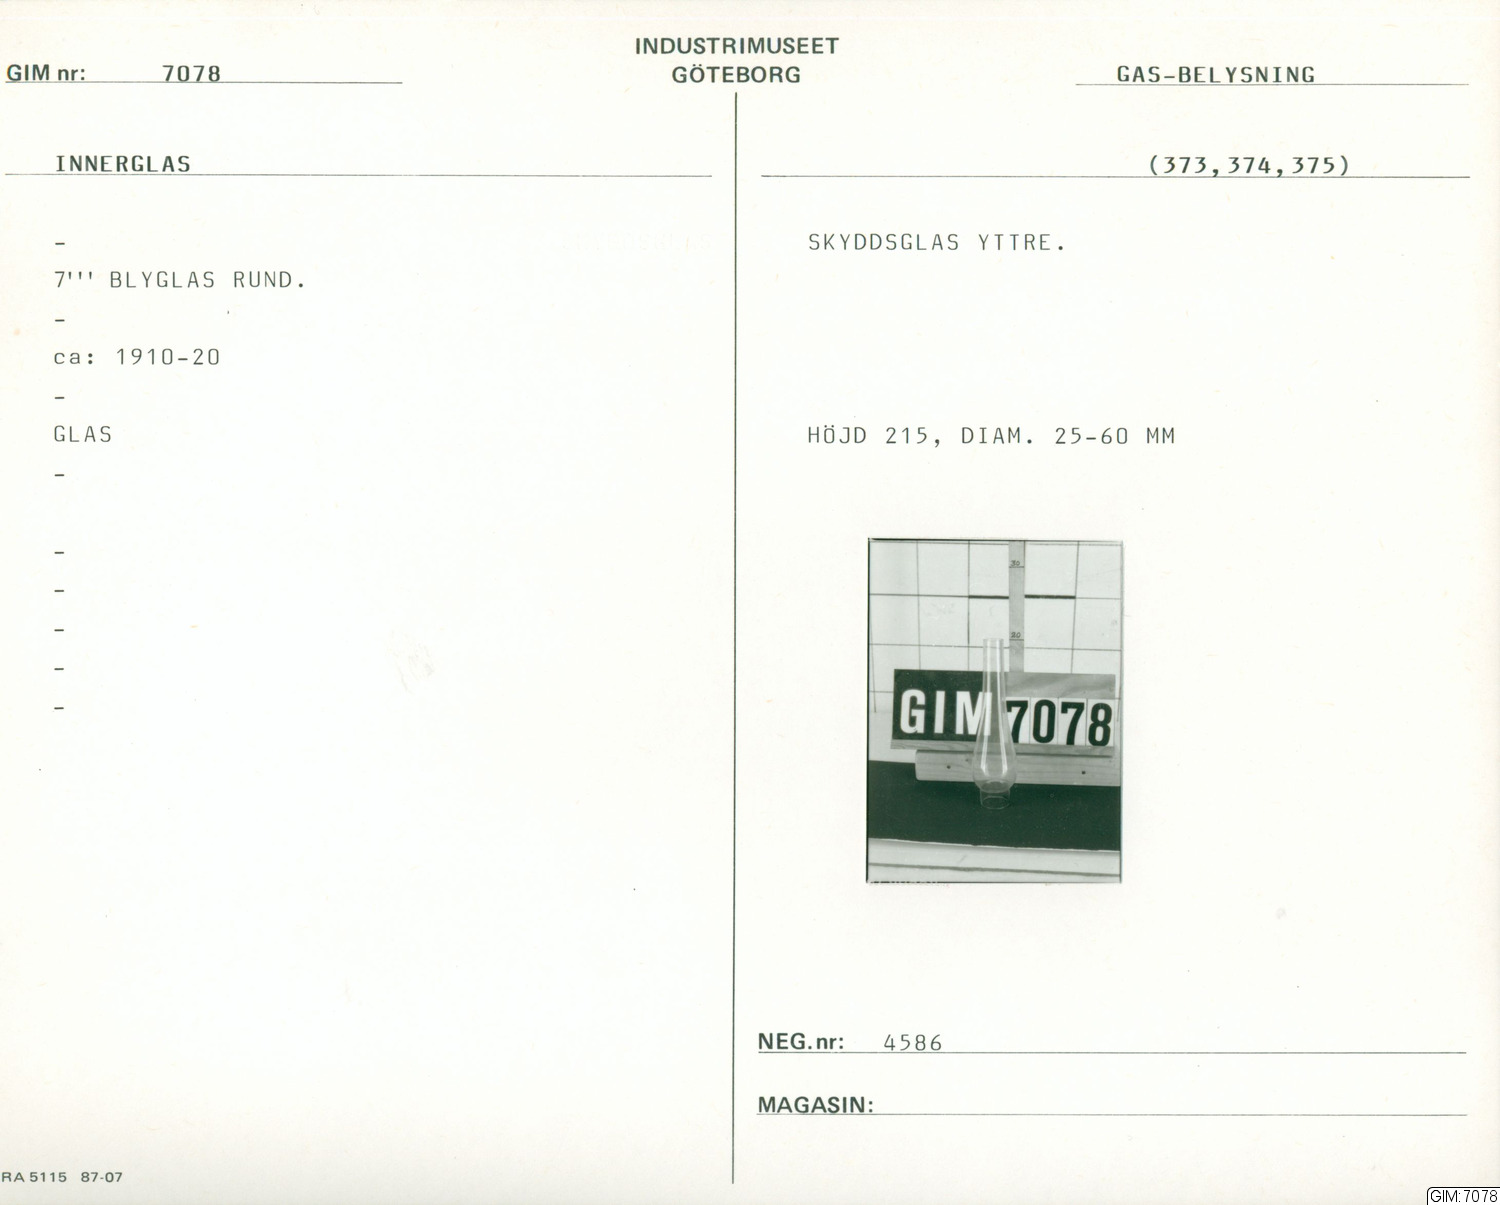 INDUSTRIMUSEET
GÖTEBORG
GIM nr: 7078
GAS-BELYSNING
INNERGLAS
(373,374,375)
-
7''' BLYGLAS RUND.
-
ca: 1910-20
-
GLAS
-
-
-
-
-
-
SKYDDSGLAS YTTRE.
HÖJD 215, DIAM. 25-60 MM
30
20
GIM 7078
NEG.nr: 4586
MAGASIN:
RA 5115 87-07
GIM:7078